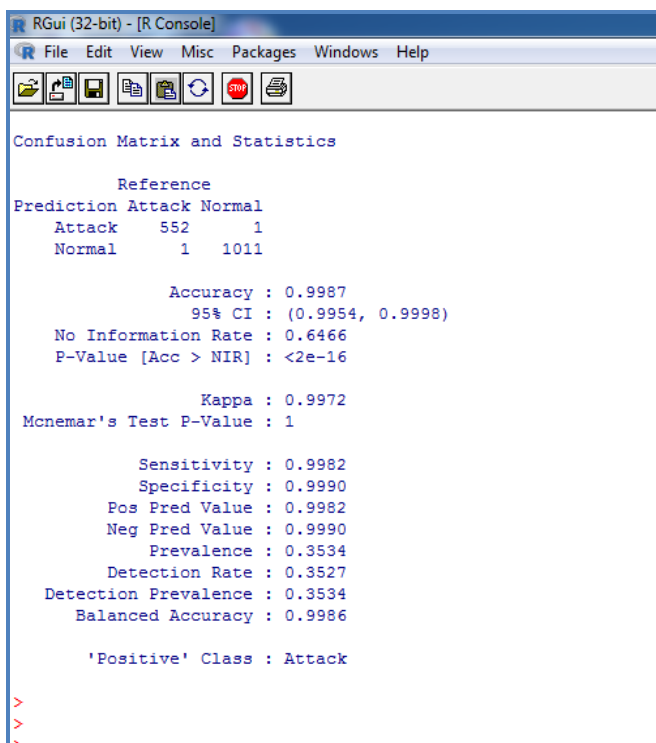 RGui (32-bit) - [R Console]
File Edit View Misc Packages Windows Help
STOP
Confusion Matrix and Statistics
Reference
Prediction Attack Normal
Attack 552 1
Normal 1 1011
Accuracy : 0.9987
95% CI : (0.9954, 0.9998)
No Information Rate : 0.6466
P-Value [Acc > NIR] : <2e-16
Kappa : 0.9972
Mcnemar's Test P-Value : 1
Sensitivity : 0.9982
Specificity : 0.9990
Pos Pred Value : 0.9982
Neg Pred Value : 0.9990
Prevalence : 0.3534
Detection Rate : 0.3527
Detection Prevalence : 0.3534
Balanced Accuracy : 0.9986
'Positive' Class : Attack
>
>
>